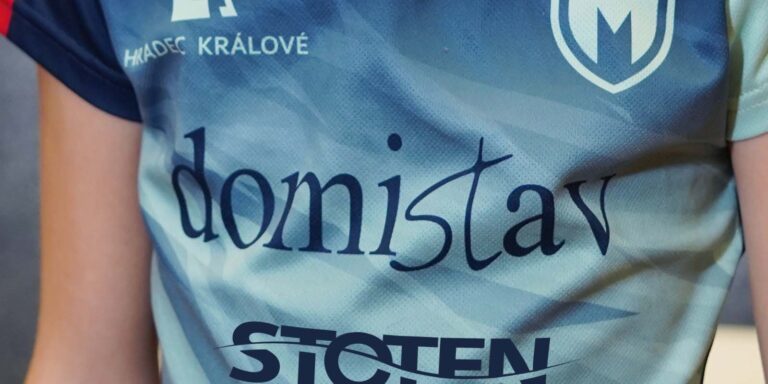 HRADEC KRÁLOVÉ
M
domistav
STOTEN